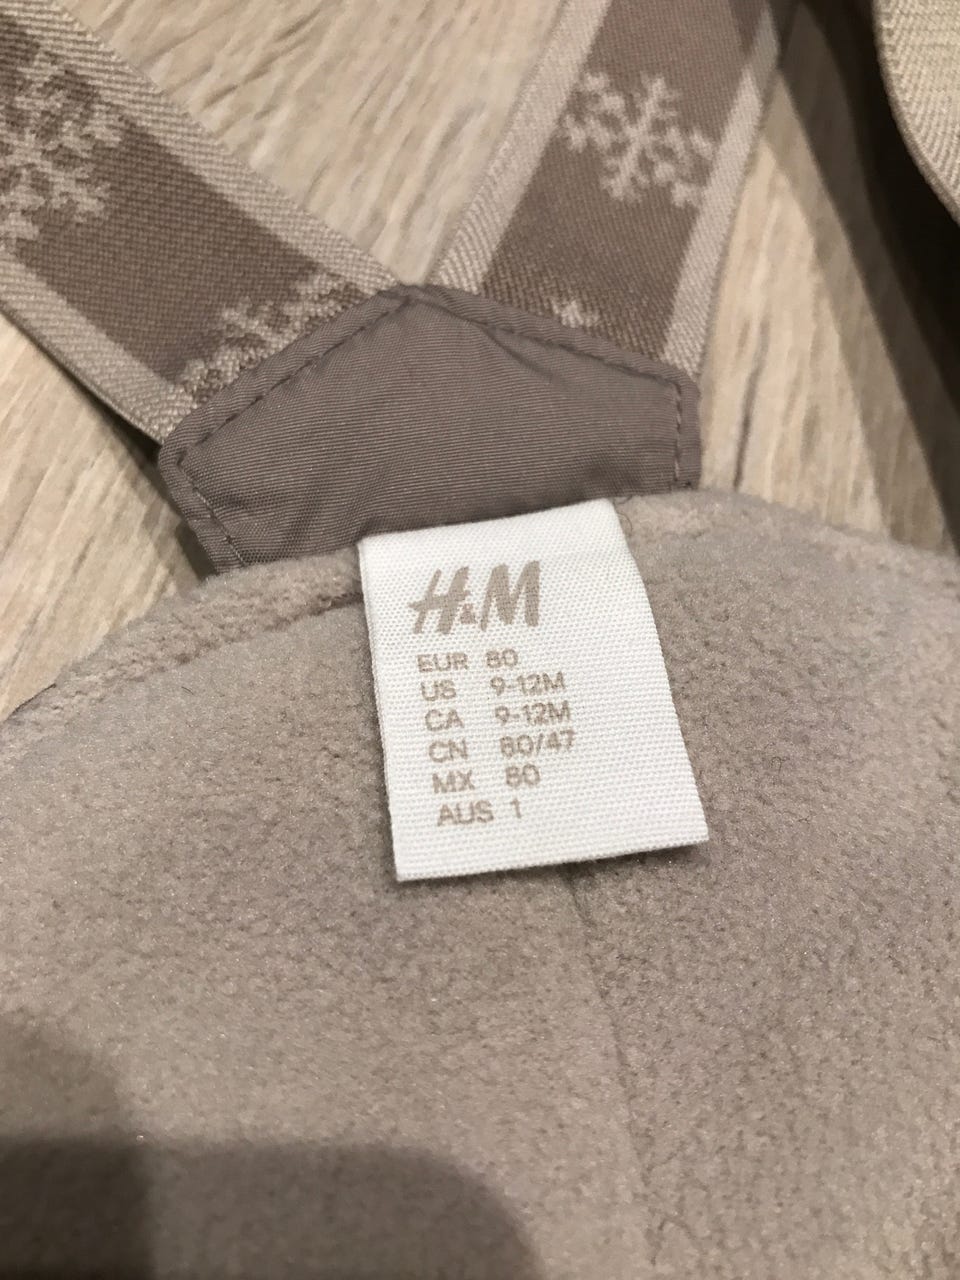 H&M
EUR 80
US 9-12M
CA 9-12M
CN 80/47
MX 80
AUS 1